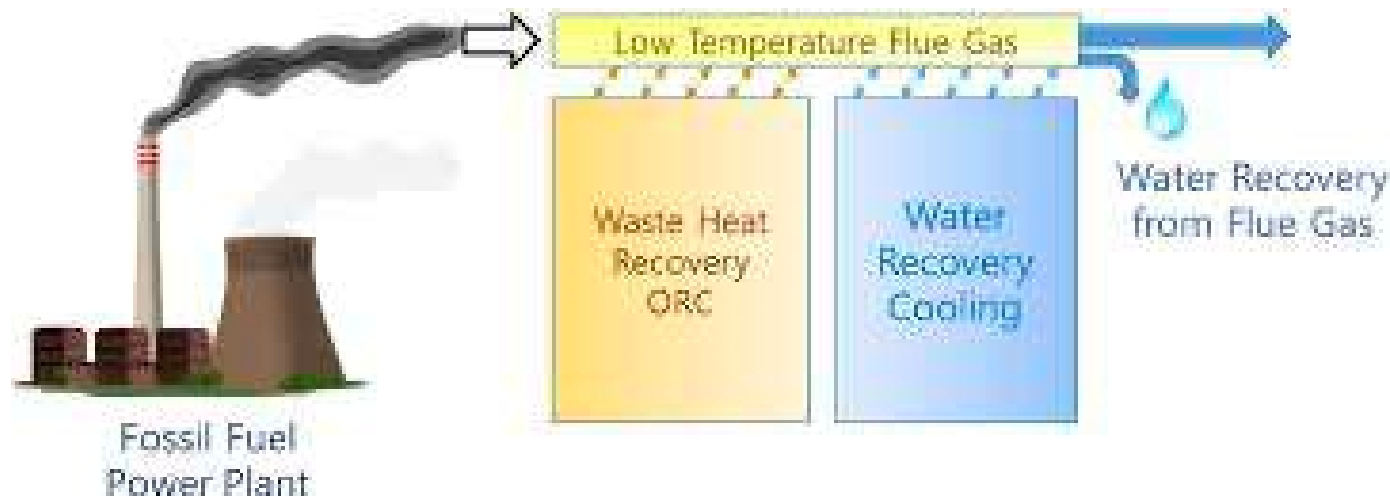 Low Temperature Flue Gas
Waste Heat
Recovery
ORC
Water
Recovery
Cooling
Water Recovery
from Flue Gas
Fossil Fuel
Power Plant